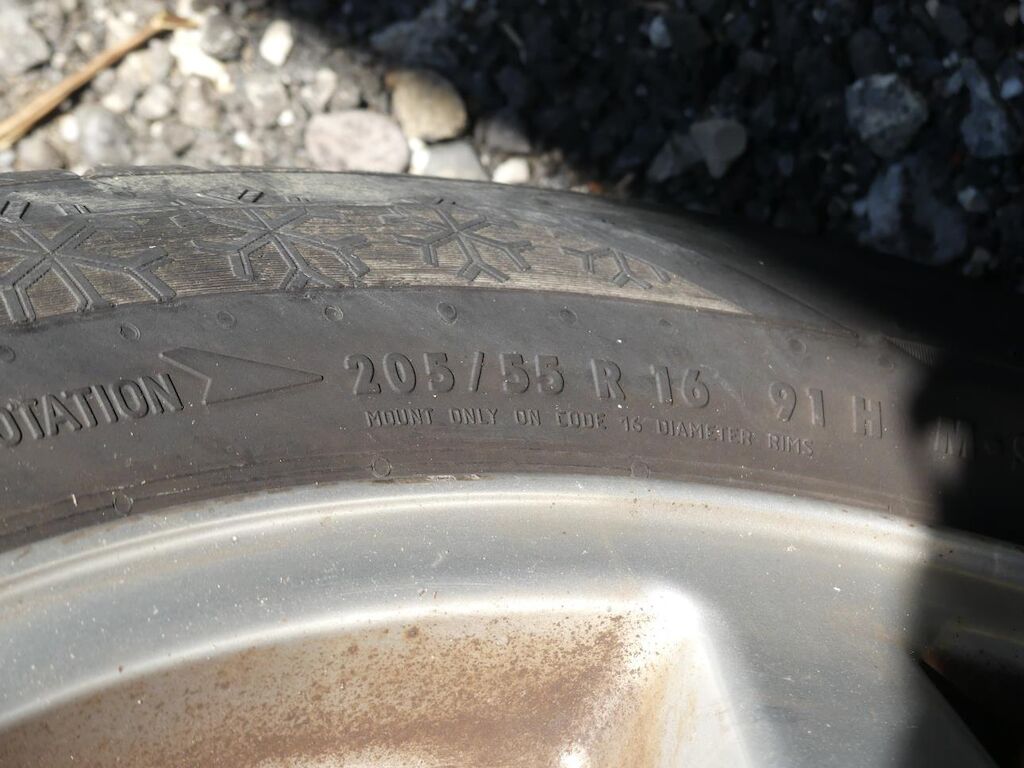 OTATION 205/55 R 16 91 H M
MOUNT ONLY ON CODE 16 DIAMETER RIMS